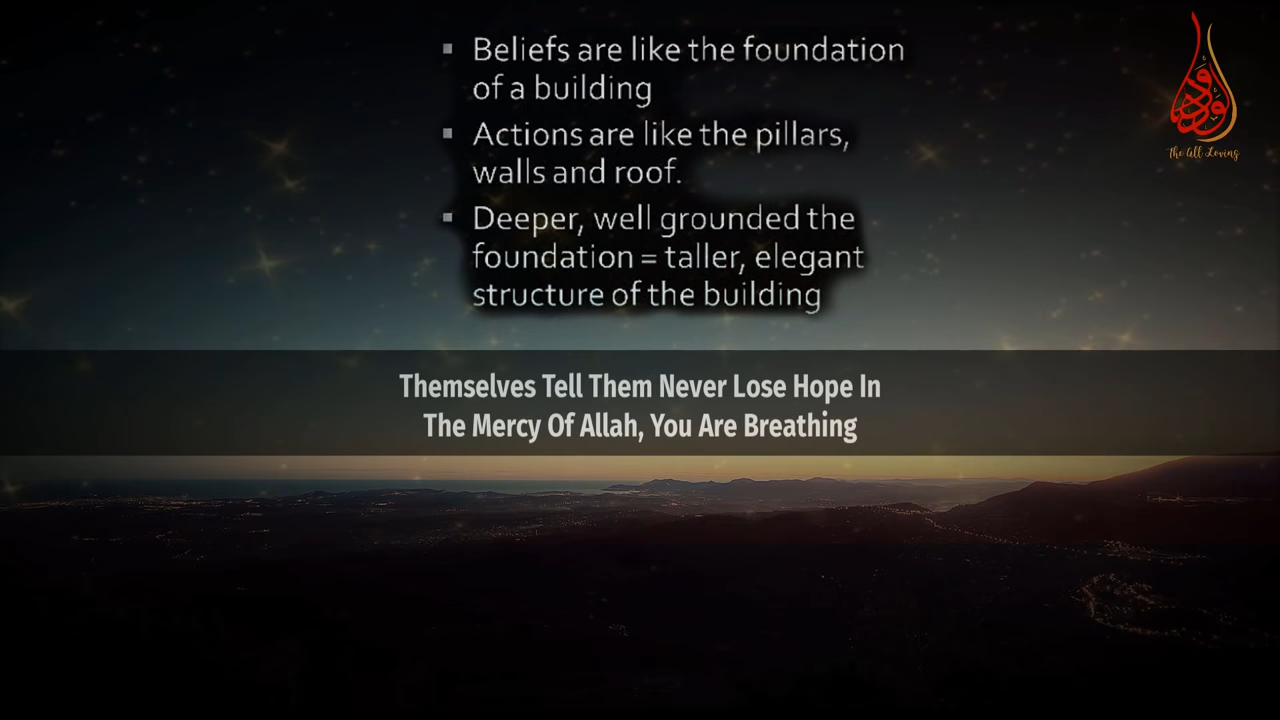 ▪ Beliefs are like the foundation
of a building
▪ Actions are like the pillars,
walls and roof.
▪ Deeper, well grounded the
foundation = taller, elegant
structure of the building
ودود
The All Loving
Themselves Tell Them Never Lose Hope In
The Mercy Of Allah, You Are Breathing